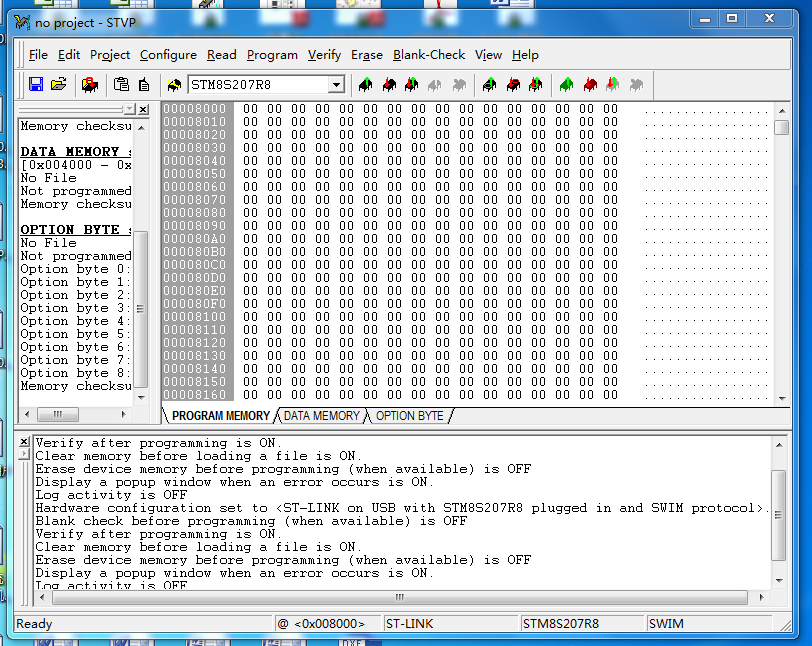 no project - STVP
File Edit Project Configure Read Program Verify Erase Blank-Check View Help
STM8S207R8
Memory checksu
DATA MEMORY :
[0x004000 - 0x
No File
Not programmed
Memory checksu
OPTION BYTE :
No File
Not programmed
Option byte 0:
Option byte 1:
Option byte 2:
Option byte 3:
Option byte 4:
Option byte 5:
Option byte 6:
Option byte 7:
Option byte 8:
Memory checksu
00008000 00 00 00 00 00 00 00 00 00 00 00 00 00 00 00 00 ................
00008010 00 00 00 00 00 00 00 00 00 00 00 00 00 00 00 00 ................
00008020 00 00 00 00 00 00 00 00 00 00 00 00 00 00 00 00 ................
00008030 00 00 00 00 00 00 00 00 00 00 00 00 00 00 00 00 ................
00008040 00 00 00 00 00 00 00 00 00 00 00 00 00 00 00 00 ................
00008050 00 00 00 00 00 00 00 00 00 00 00 00 00 00 00 00 ................
00008060 00 00 00 00 00 00 00 00 00 00 00 00 00 00 00 00 ................
00008070 00 00 00 00 00 00 00 00 00 00 00 00 00 00 00 00 ................
00008080 00 00 00 00 00 00 00 00 00 00 00 00 00 00 00 00 ................
00008090 00 00 00 00 00 00 00 00 00 00 00 00 00 00 00 00 ................
000080A0 00 00 00 00 00 00 00 00 00 00 00 00 00 00 00 00 ................
000080B0 00 00 00 00 00 00 00 00 00 00 00 00 00 00 00 00 ................
000080C0 00 00 00 00 00 00 00 00 00 00 00 00 00 00 00 00 ................
000080D0 00 00 00 00 00 00 00 00 00 00 00 00 00 00 00 00 ................
000080E0 00 00 00 00 00 00 00 00 00 00 00 00 00 00 00 00 ................
000080F0 00 00 00 00 00 00 00 00 00 00 00 00 00 00 00 00 ................
00008100 00 00 00 00 00 00 00 00 00 00 00 00 00 00 00 00 ................
00008110 00 00 00 00 00 00 00 00 00 00 00 00 00 00 00 00 ................
00008120 00 00 00 00 00 00 00 00 00 00 00 00 00 00 00 00 ................
00008130 00 00 00 00 00 00 00 00 00 00 00 00 00 00 00 00 ................
00008140 00 00 00 00 00 00 00 00 00 00 00 00 00 00 00 00 ................
00008150 00 00 00 00 00 00 00 00 00 00 00 00 00 00 00 00 ................
00008160 00 00 00 00 00 00 00 00 00 00 00 00 00 00 00 00 ................
PROGRAM MEMORY DATA MEMORY OPTION BYTE
Verify after programming is ON.
Clear memory before loading a file is ON.
Erase device memory before programming (when available) is OFF
Display a popup window when an error occurs is ON.
Log activity is OFF
Hardware configuration set to <ST-LINK on USB with STM8S207R8 plugged in and SWIM protocol>.
Blank check before programming (when available) is OFF
Verify after programming is ON.
Clear memory before loading a file is ON.
Erase device memory before programming (when available) is OFF
Display a popup window when an error occurs is ON.
Log activity is OFF
Ready @ <0x008000> ST-LINK STM8S207R8 SWIM